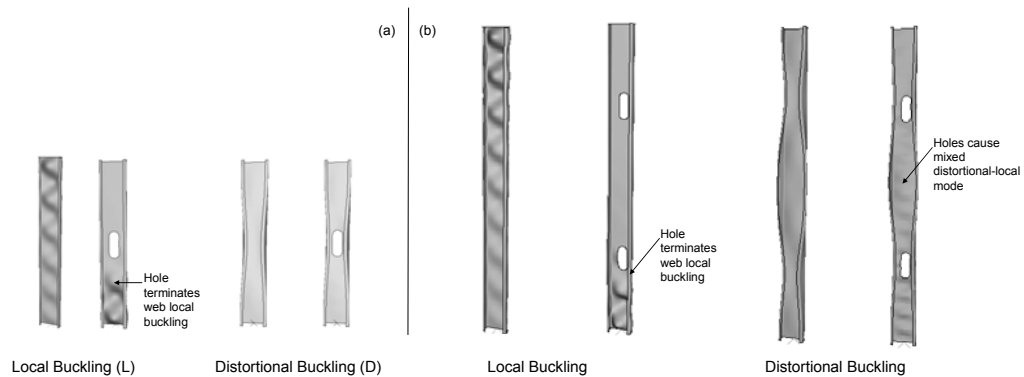 (a)
(b)
Hole
terminates
web local
buckling
Local Buckling (L)
Distortional Buckling (D)
Hole
terminates
web local
buckling
Holes cause
mixed
distortional-local
mode
Local Buckling
Distortional Buckling